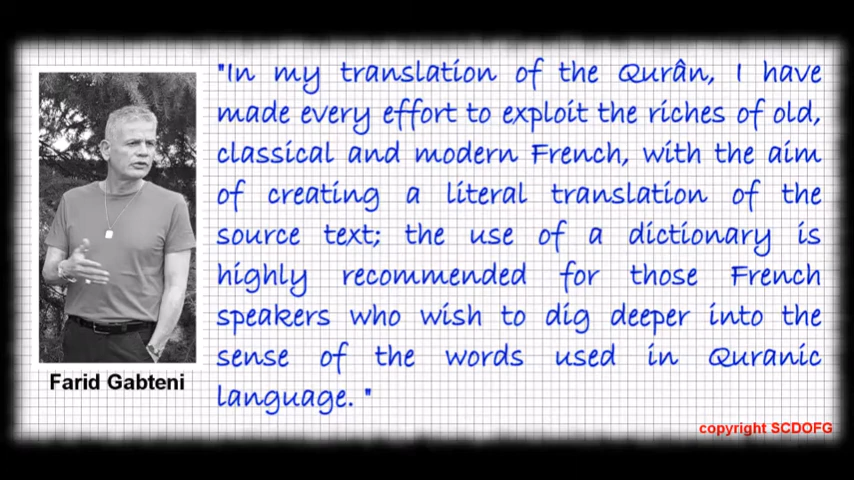 "In my translation of the Qurân, I have
made every effort to exploit the riches of old,
classical and modern French, with the aim
of creating a literal translation of the
source text; the use of a dictionary is
highly recommended for those French
speakers who wish to dig deeper into the
sense of the words used in Quranic
language. "
Farid Gabteni
copyright SCDOFG